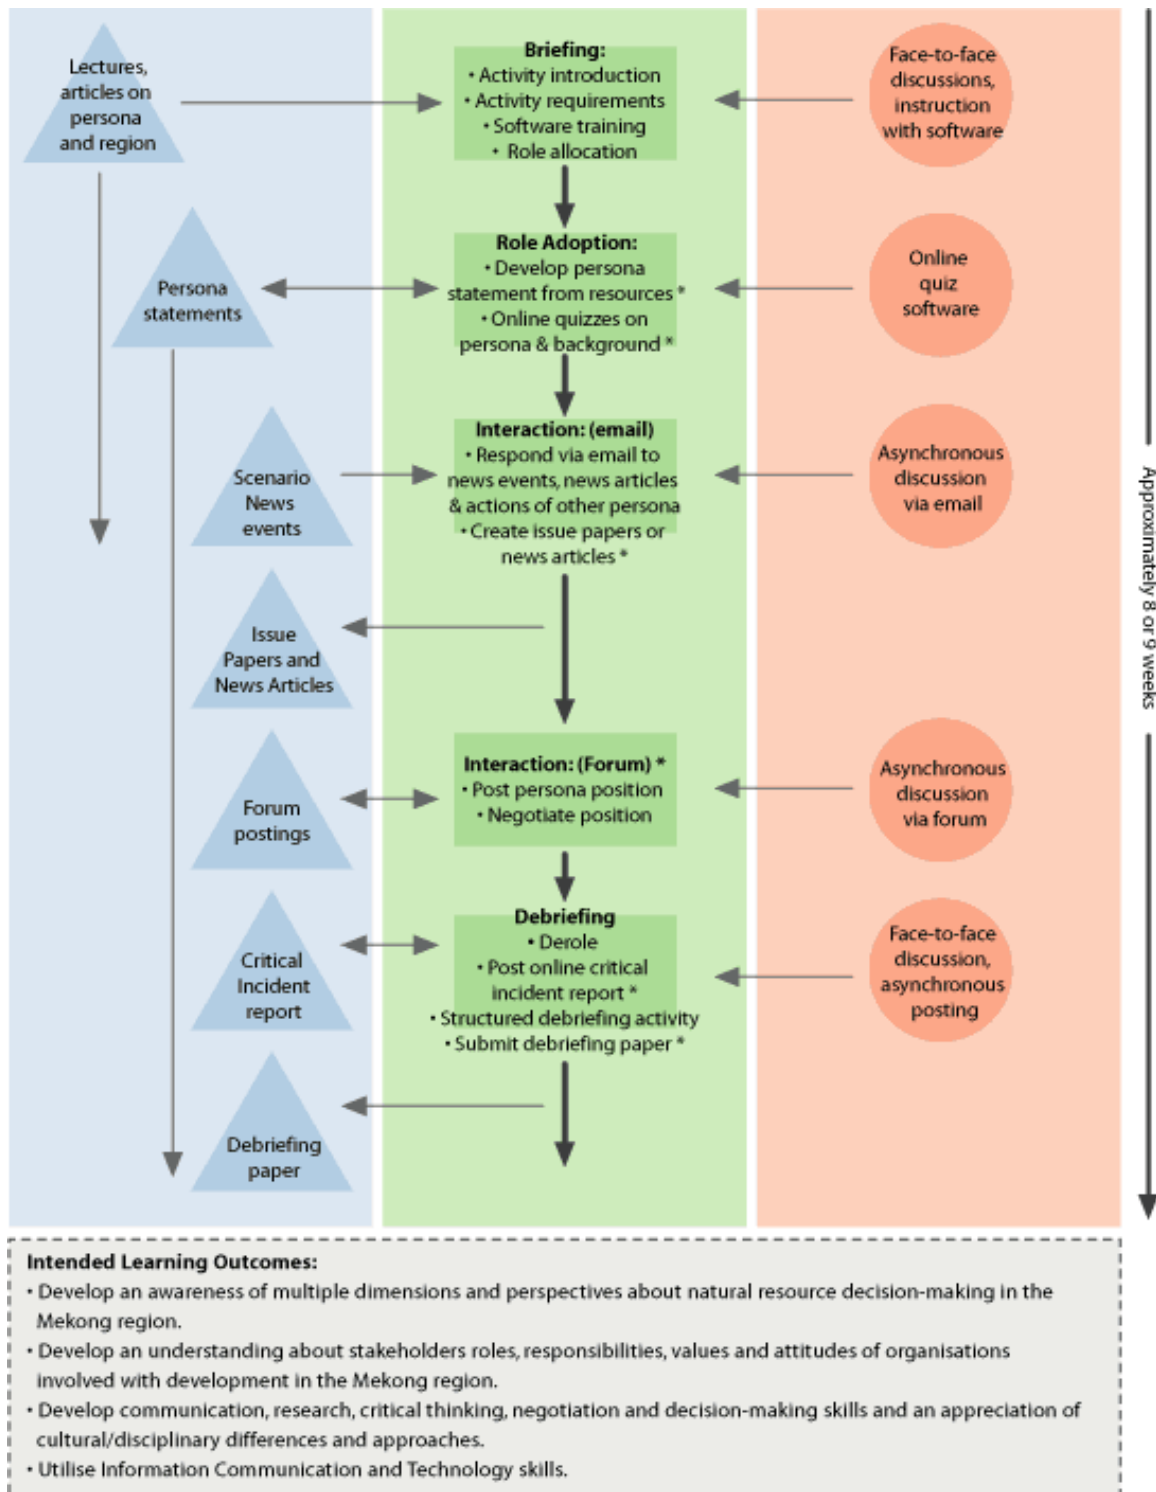 Lectures,
articles on
persona
and region
Briefing:
• Activity introduction
• Activity requirements
• Software training
• Role allocation
Face-to-face
discussions,
instruction
with software
Persona
statements
Role Adoption:
• Develop persona
statement from resources *
• Online quizzes on
persona & background *
Online
quiz
software
Scenario
News
events
Interaction: (email)
• Respond via email to
news events, news articles
& actions of other persona
• Create issue papers or
news articles *
Asynchronous
discussion
via email
Issue
Papers and
News Articles
Forum
postings
Interaction: (Forum) *
• Post persona position
• Negotiate position
Asynchronous
discussion
via forum
Critical
Incident
report
Debriefing
• Derole
• Post online critical
incident report *
• Structured debriefing activity
• Submit debriefing paper *
Face-to-face
discussion,
asynchronous
posting
Debriefing
paper
Approximately 8 or 9 weeks
Intended Learning Outcomes:
• Develop an awareness of multiple dimensions and perspectives about natural resource decision-making in the
Mekong region.
• Develop an understanding about stakeholders roles, responsibilities, values and attitudes of organisations
involved with development in the Mekong region.
• Develop communication, research, critical thinking, negotiation and decision-making skills and an appreciation of
cultural/disciplinary differences and approaches.
• Utilise Information Communication and Technology skills.